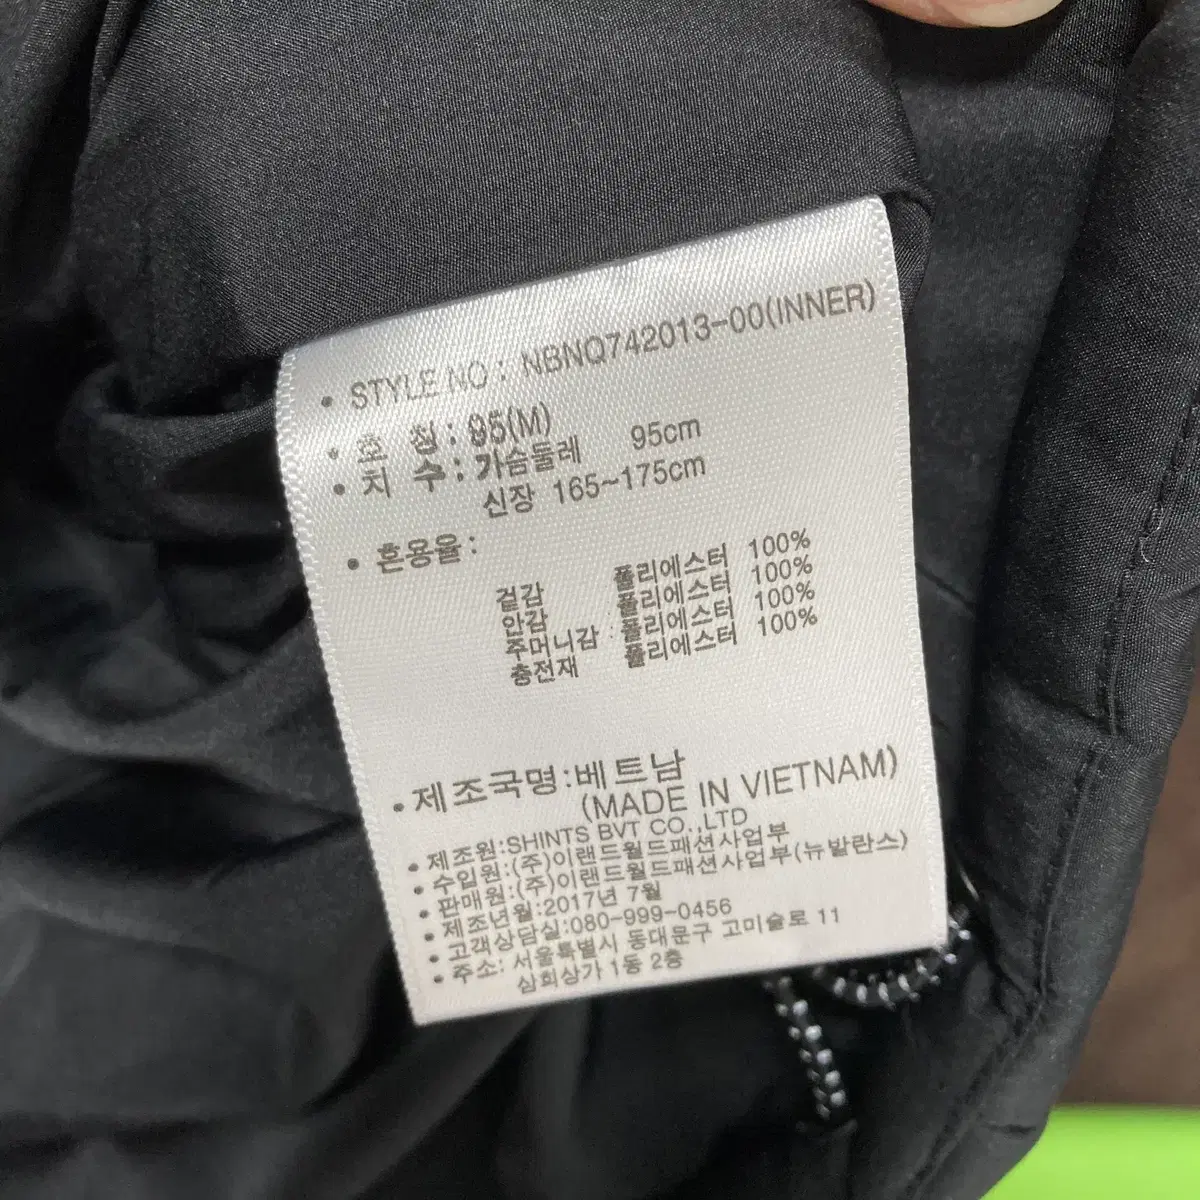 • STYLE NO : NBNQ742013-00(INNER)
• 호 칭 : 95(M)
• 치 수 : 가슴둘레 95cm
신장 165~175cm
• 혼용율 :
겉감 폴리에스터 100%
안감 폴리에스터 100%
주머니감 폴리에스터 100%
충전재 폴리에스터 100%
• 제조국명:베트남
(MADE IN VIETNAM)
• 제조원:SHINTS BVT CO.,LTD
• 수입원:(주)이랜드월드패션사업부
• 판매원:(주)이랜드월드패션사업부(뉴발란스)
• 제조년월:2017년 7월
• 고객상담실:080-999-0456
• 주소: 서울특별시 동대문구 고미술로 11
삼희상가 1동 2층